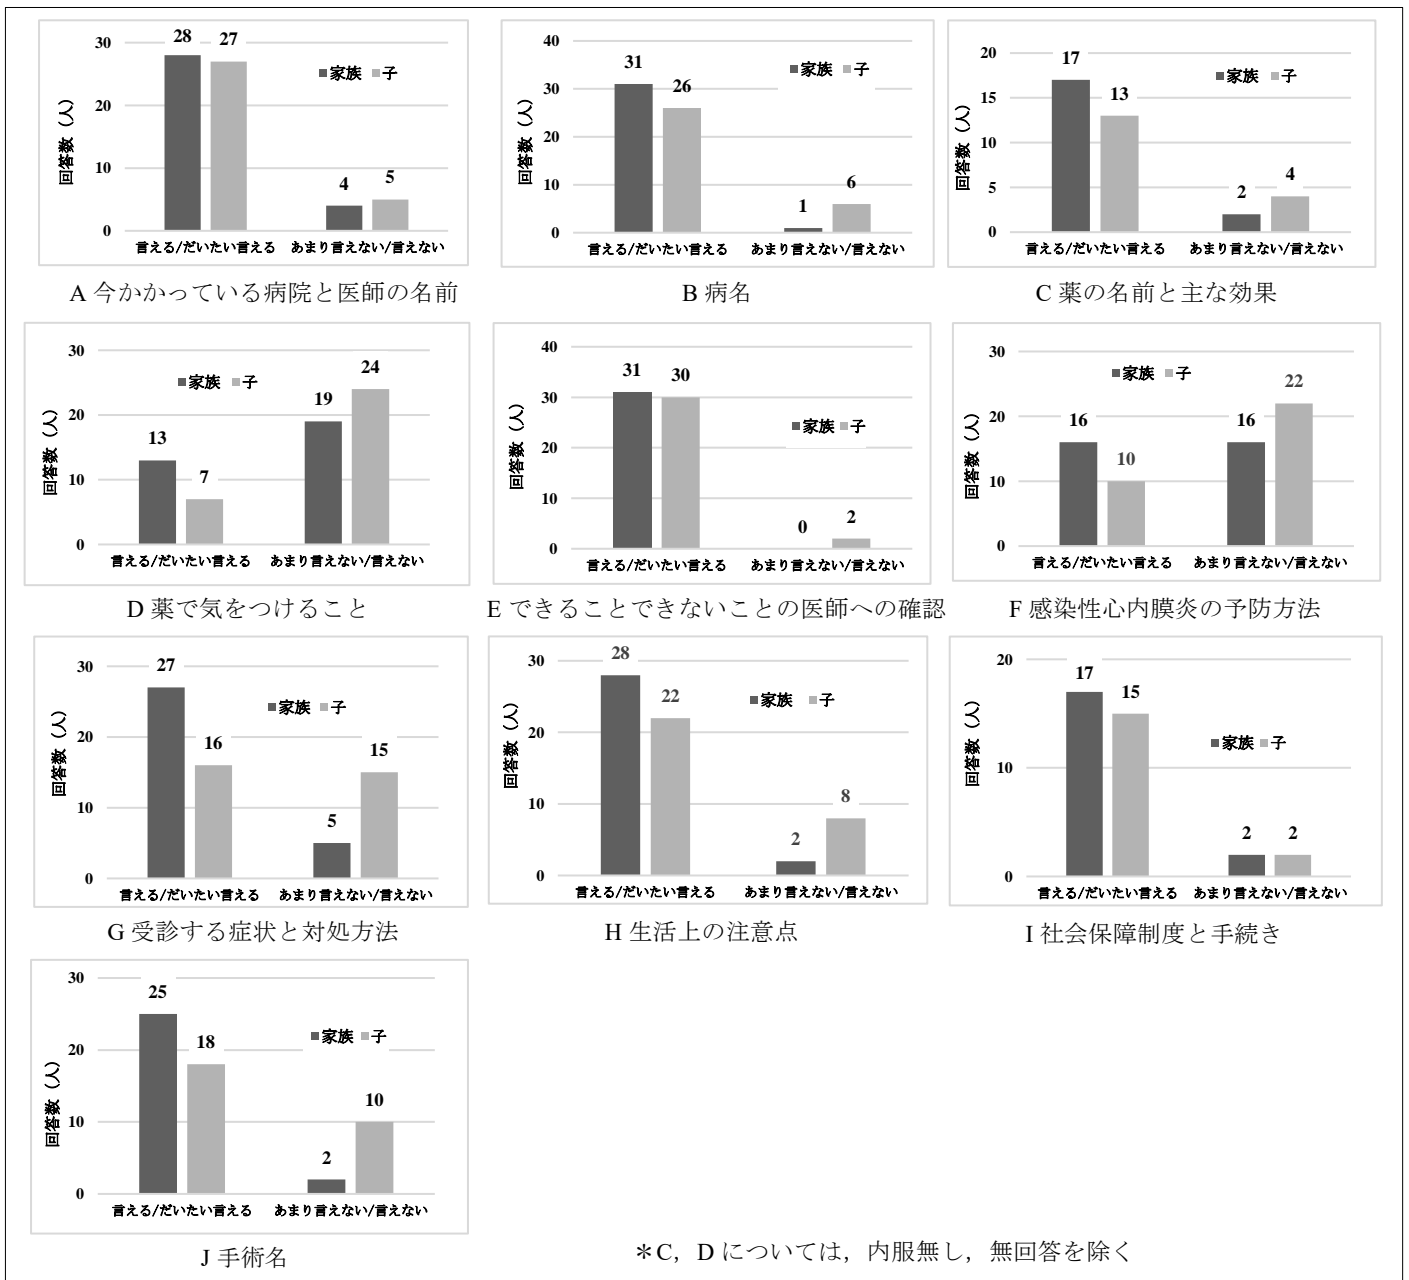 回答数（人）
30
20
10
0
28
27
4
5
家族 子
言える/だいたい言える あまり言えない/言えない
A 今かかっている病院と医師の名前
回答数（人）
40
30
20
10
0
31
26
1
6
家族 子
言える/だいたい言える あまり言えない/言えない
B 病名
回答数（人）
20
15
10
5
0
17
13
2
4
家族 子
言える/だいたい言える あまり言えない/言えない
C 薬の名前と主な効果
回答数（人）
30
20
10
0
13
7
19
24
家族 子
言える/だいたい言える あまり言えない/言えない
D 薬で気をつけること
回答数（人）
40
30
20
10
0
31
30
0
2
家族 子
言える/だいたい言える あまり言えない/言えない
E できることできないことの医師への確認
回答数（人）
30
20
10
0
16
10
16
22
家族 子
言える/だいたい言える あまり言えない/言えない
F 感染性心内膜炎の予防方法
回答数（人）
30
20
10
0
27
16
5
15
家族 子
言える/だいたい言える あまり言えない/言えない
G 受診する症状と対処方法
回答数（人）
30
20
10
0
28
22
2
8
家族 子
言える/だいたい言える あまり言えない/言えない
H 生活上の注意点
回答数（人）
20
10
0
17
15
2
2
家族 子
言える/だいたい言える あまり言えない/言えない
I 社会保障制度と手続き
回答数（人）
30
20
10
0
25
18
2
10
家族 子
言える/だいたい言える あまり言えない/言えない
J 手術名
＊C，D については，内服無し，無回答を除く